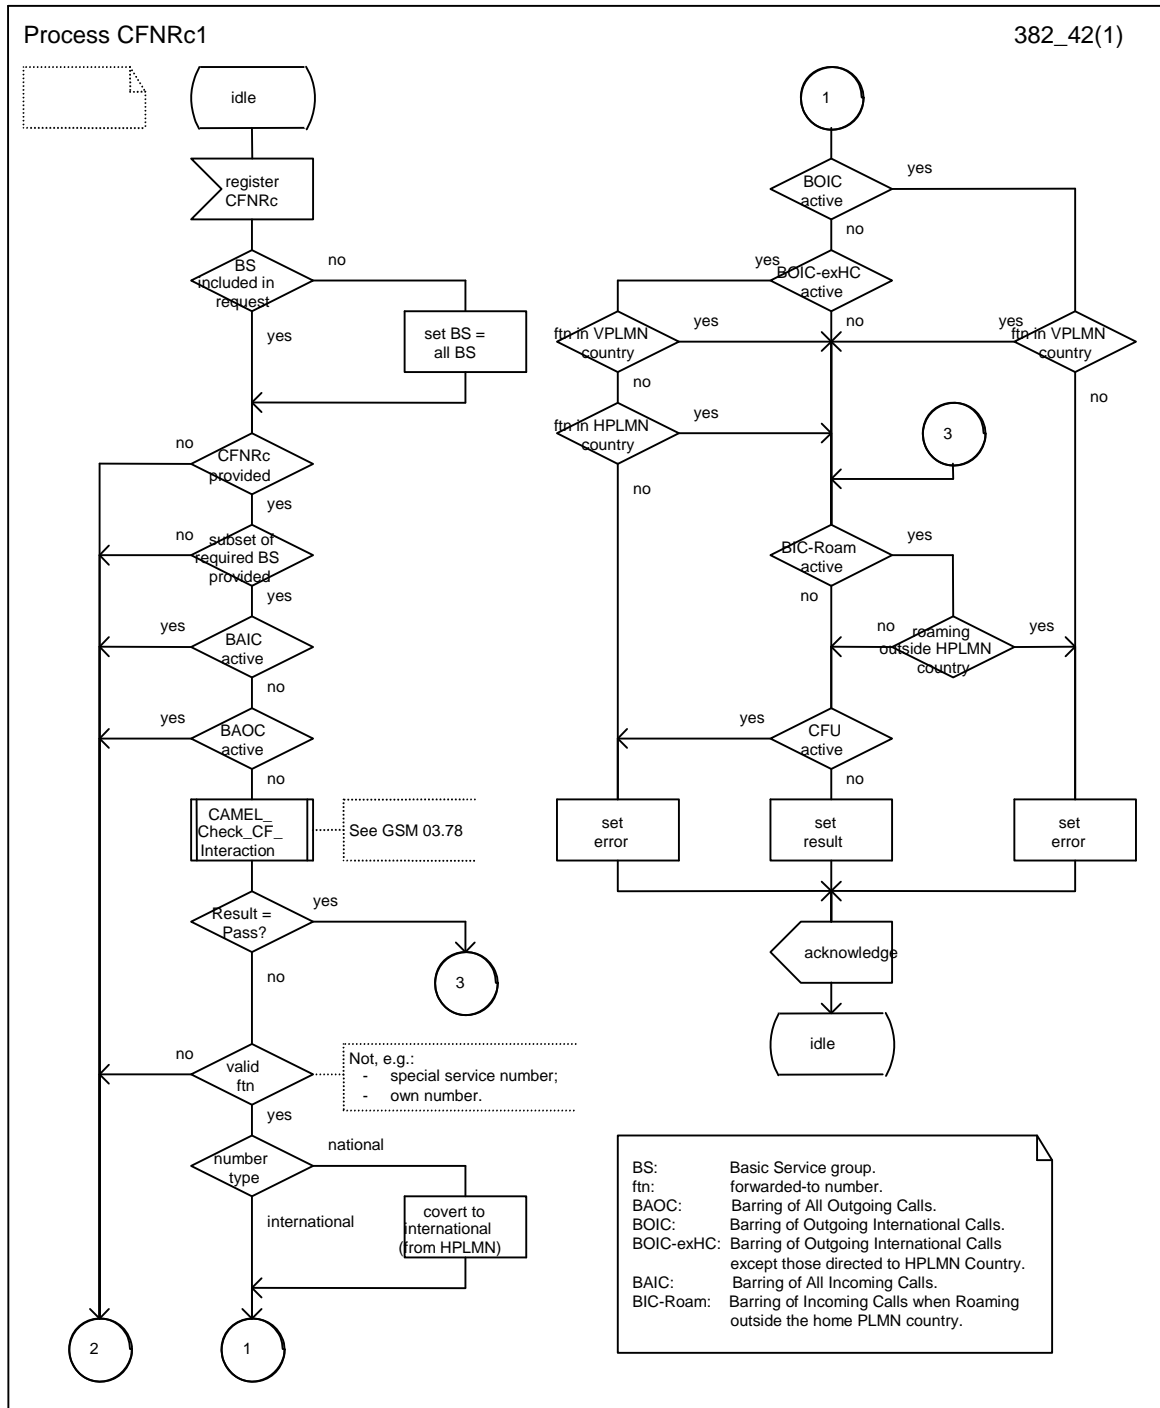 Process CFNRc1
382_42(1)
idle
register
CFNRc
BS
included in
request
no
yes
set BS =
all BS
no
CFNRc
provided
yes
no
subset of
required BS
provided
yes
yes
BAIC
active
no
yes
BAOC
active
no
CAMEL_
Check_CF_
Interaction
See GSM 03.78
Result =
Pass?
yes
no
3
no
valid
ftn
yes
Not, e.g.:
- special service number;
- own number.
number
type
national
international
covert to
international
(from HPLMN)
2
1
1
BOIC
active
yes
no
yes
BOIC-exHC
active
no
ftn in VPLMN
country
yes
no
yes
ftn in VPLMN
country
no
ftn in HPLMN
country
yes
no
3
BIC-Roam
active
yes
no
no
roaming
outside HPLMN
country
yes
yes
CFU
active
no
set
error
set
result
set
error
acknowledge
idle
BS: Basic Service group.
ftn: forwarded-to number.
BAOC: Barring of All Outgoing Calls.
BOIC: Barring of Outgoing International Calls.
BOIC-exHC: Barring of Outgoing International Calls
except those directed to HPLMN Country.
BAIC: Barring of All Incoming Calls.
BIC-Roam: Barring of Incoming Calls when Roaming
outside the home PLMN country.